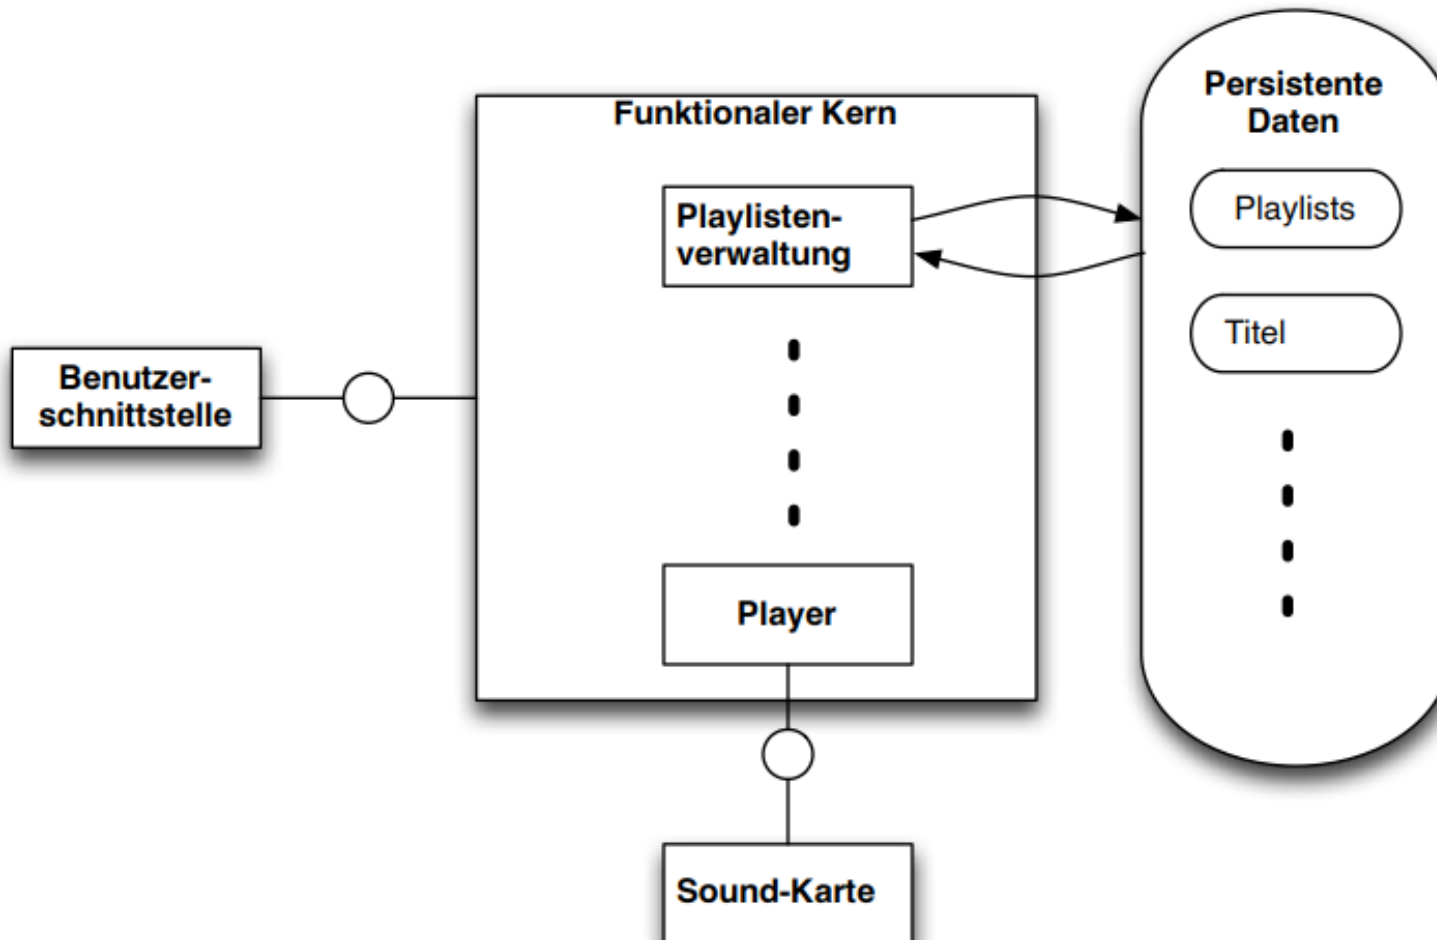 Funktionaler Kern
Persistente
Daten
Playlisten-
verwaltung
Playlists
Titel
Benutzer-
schnittstelle
Player
Sound-Karte